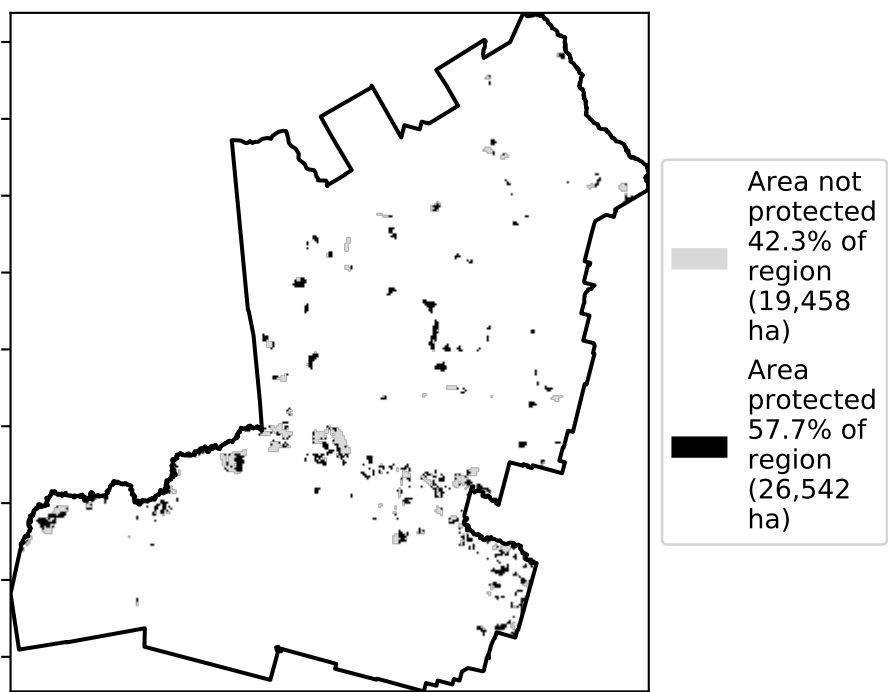 Area not
protected
42.3% of
region
(19,458
ha)
Area
protected
57.7% of
region
(26,542
ha)